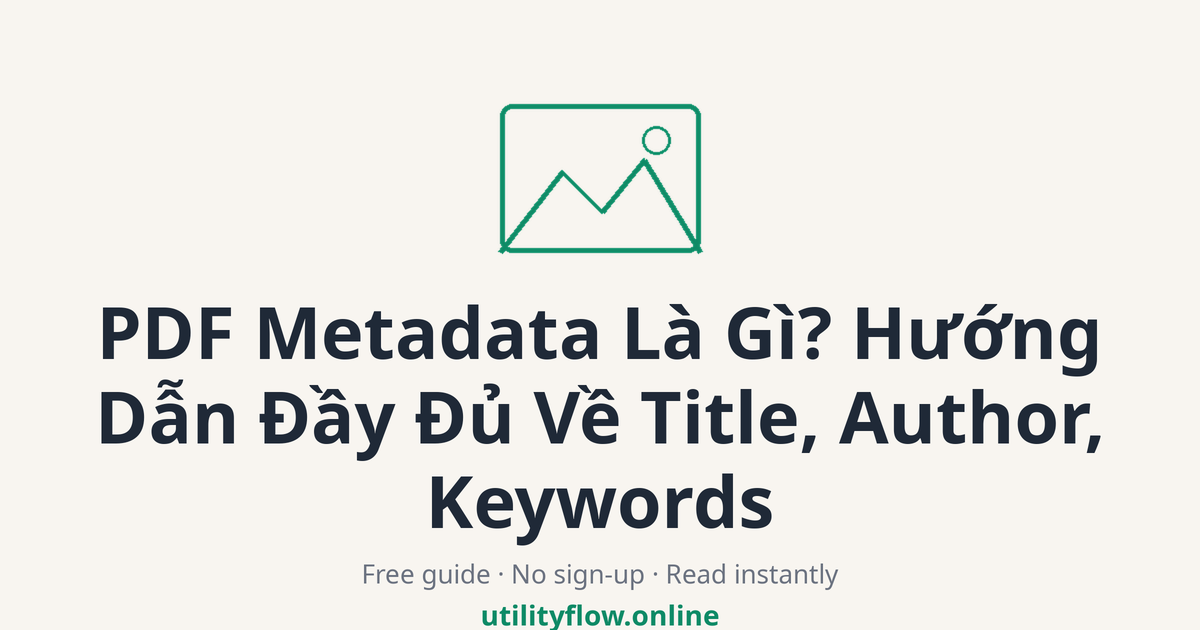 PDF Metadata Là Gì? Hướng
Dẫn Đầy Đủ Về Title, Author,
Keywords
Free guide · No sign-up · Read instantly
utilityflow.online